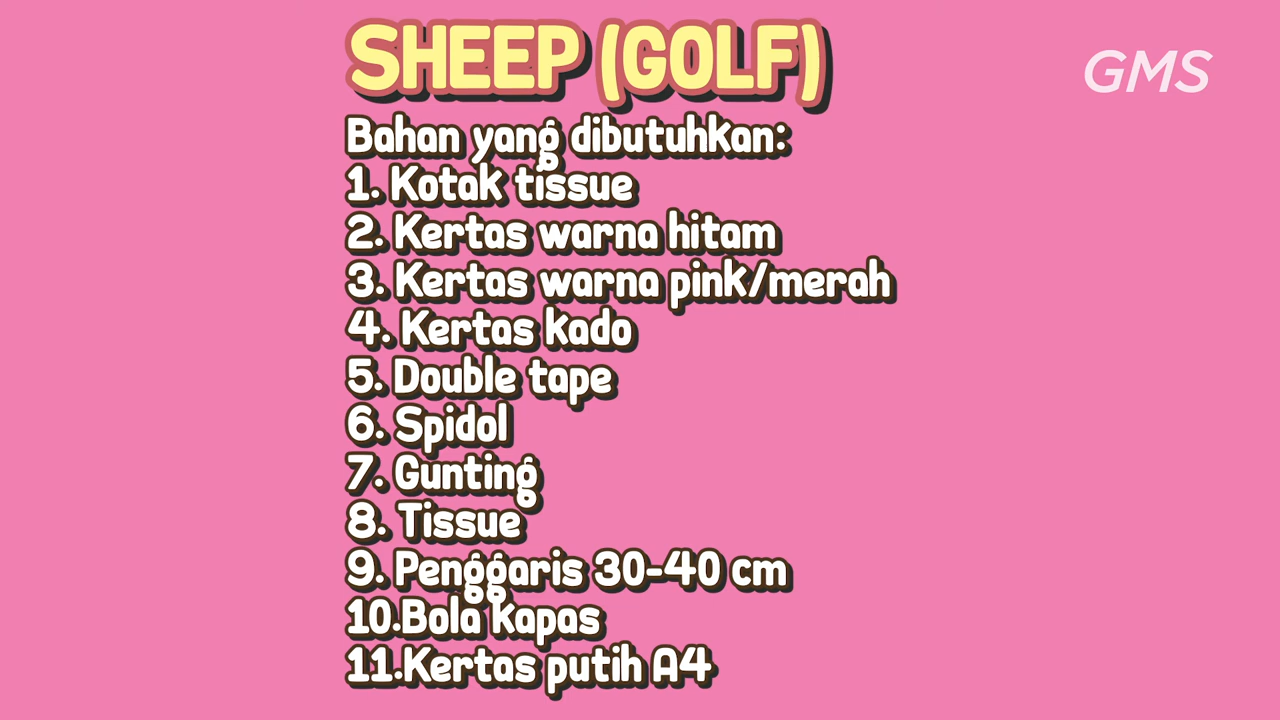 SHEEP (GOLF)
GMS
Bahan yang dibutuhkan:
1. Kotak tissue
2. Kertas warna hitam
3. Kertas warna pink/merah
4. Kertas kado
5. Double tape
6. Spidol
7. Gunting
8. Tissue
9. Penggaris 30-40 cm
10.Bola kapas
11.Kertas putih A4